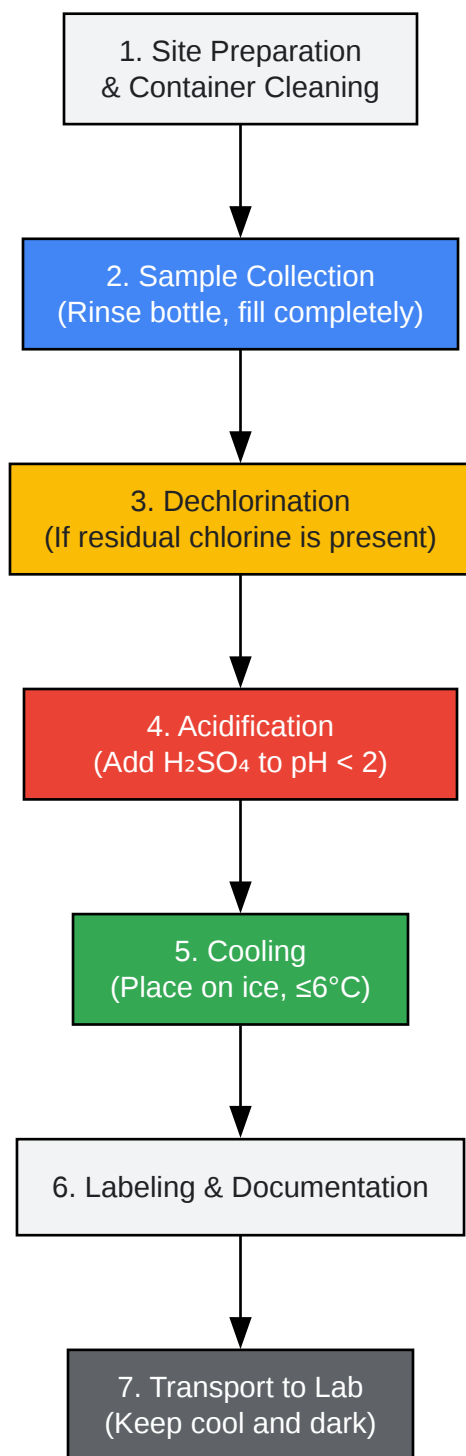 1. Site Preparation
& Container Cleaning
2. Sample Collection
(Rinse bottle, fill completely)
3. Dechlorination
(If residual chlorine is present)
4. Acidification
(Add H₂SO₄ to pH < 2)
5. Cooling
(Place on ice, ≤6°C)
6. Labeling & Documentation
7. Transport to Lab
(Keep cool and dark)